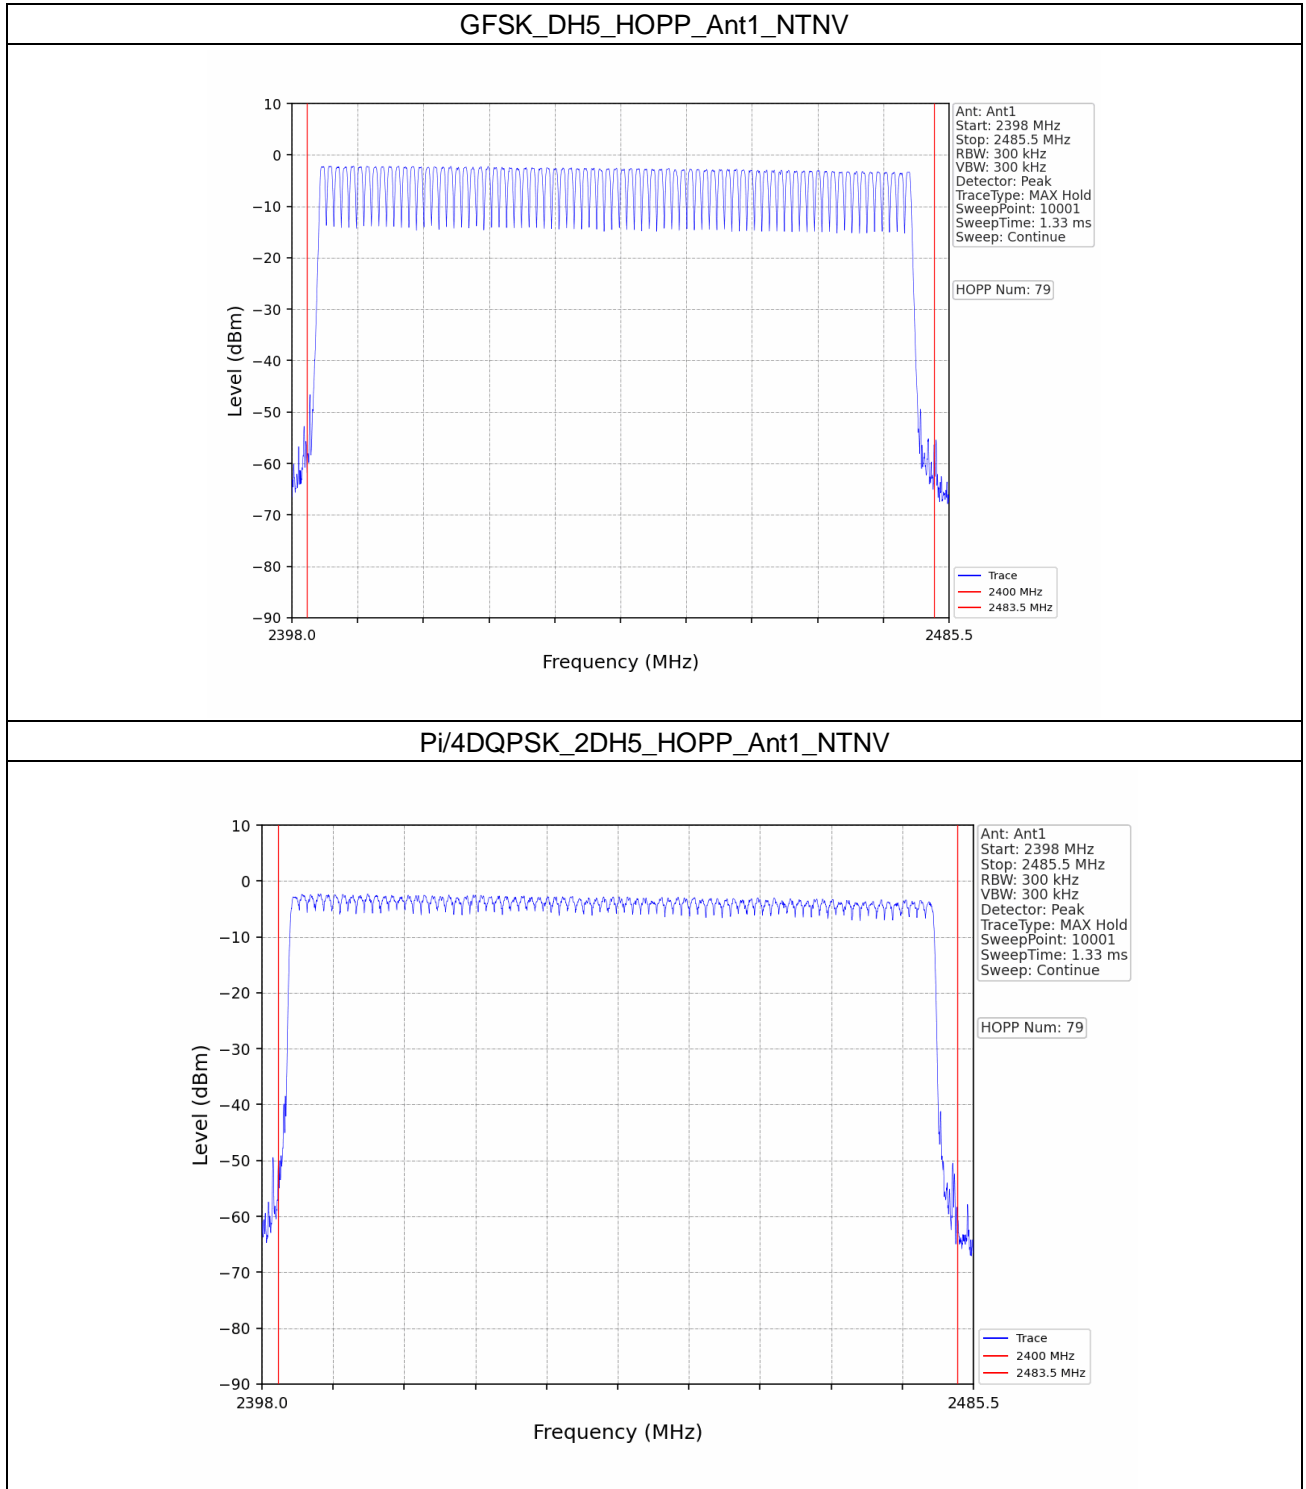 GFSK_DH5_HOPP_Ant1_NTNV
10
0
−10
−20
−30
−40
−50
−60
−70
−80
−90
Level (dBm)
2398.0
2485.5
Frequency (MHz)
Ant: Ant1
Start: 2398 MHz
Stop: 2485.5 MHz
RBW: 300 kHz
VBW: 300 kHz
Detector: Peak
TraceType: MAX Hold
SweepPoint: 10001
SweepTime: 1.33 ms
Sweep: Continue
HOPP Num: 79
Trace
2400 MHz
2483.5 MHz
Pi/4DQPSK_2DH5_HOPP_Ant1_NTNV
10
0
−10
−20
−30
−40
−50
−60
−70
−80
−90
Level (dBm)
2398.0
2485.5
Frequency (MHz)
Ant: Ant1
Start: 2398 MHz
Stop: 2485.5 MHz
RBW: 300 kHz
VBW: 300 kHz
Detector: Peak
TraceType: MAX Hold
SweepPoint: 10001
SweepTime: 1.33 ms
Sweep: Continue
HOPP Num: 79
Trace
2400 MHz
2483.5 MHz